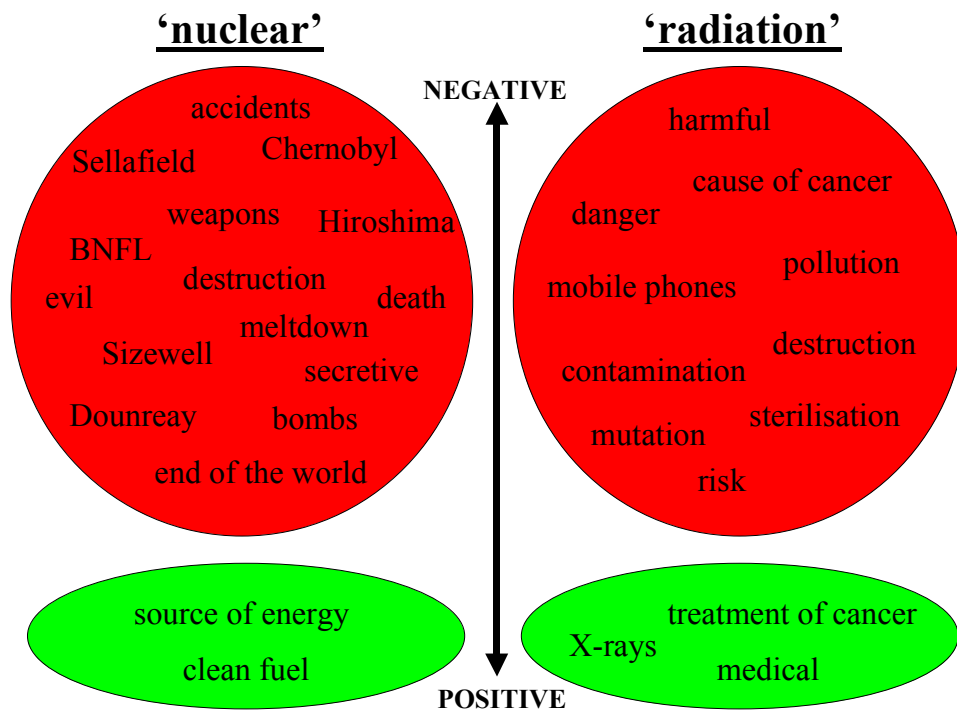 ‘nuclear’
‘radiation’
NEGATIVE
accidents
Chernobyl
Sellafield
weapons
Hiroshima
BNFL
destruction
evil
death
meltdown
Sizewell
secretive
Dounreay
bombs
end of the world
harmful
cause of cancer
danger
pollution
mobile phones
destruction
contamination
sterilisation
mutation
risk
source of energy
clean fuel
treatment of cancer
X-rays
medical
POSITIVE